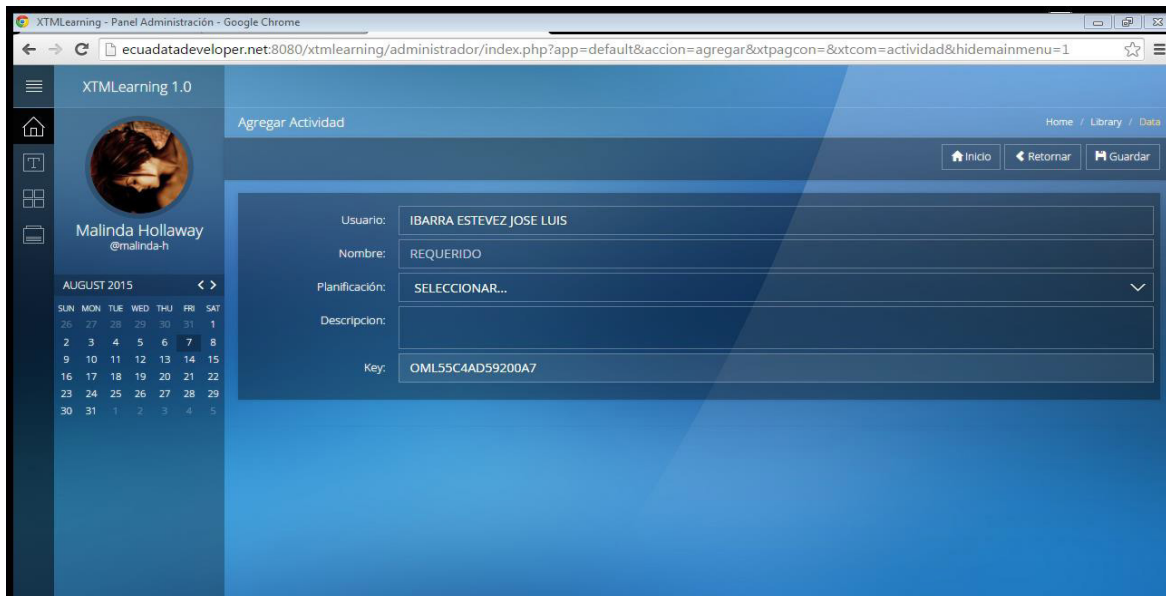 XTMLearning - Panel Administración - Google Chrome
ecuadatadeveloper.net:8080/xtmlearning/administrador/index.php?app=default&accion=agregar&xtpagcon=&xtcom=actividad&hidemainmenu=1
XTMLearning 1.0
Agregar Actividad
Home / Library / Data
Inicio
Retornar
Guardar
Malinda Hollaway
@malinda-h
AUGUST 2015 < >
SUN MON TUE WED THU FRI SAT
26 27 28 29 30 31 1
2 3 4 5 6 7 8
9 10 11 12 13 14 15
16 17 18 19 20 21 22
23 24 25 26 27 28 29
30 31 1 2 3 4 5
Usuario: IBARRA ESTEVEZ JOSE LUIS
Nombre: REQUERIDO
Planificación: SELECCIONAR...
Descripcion:
Key: OML55C4AD59200A7